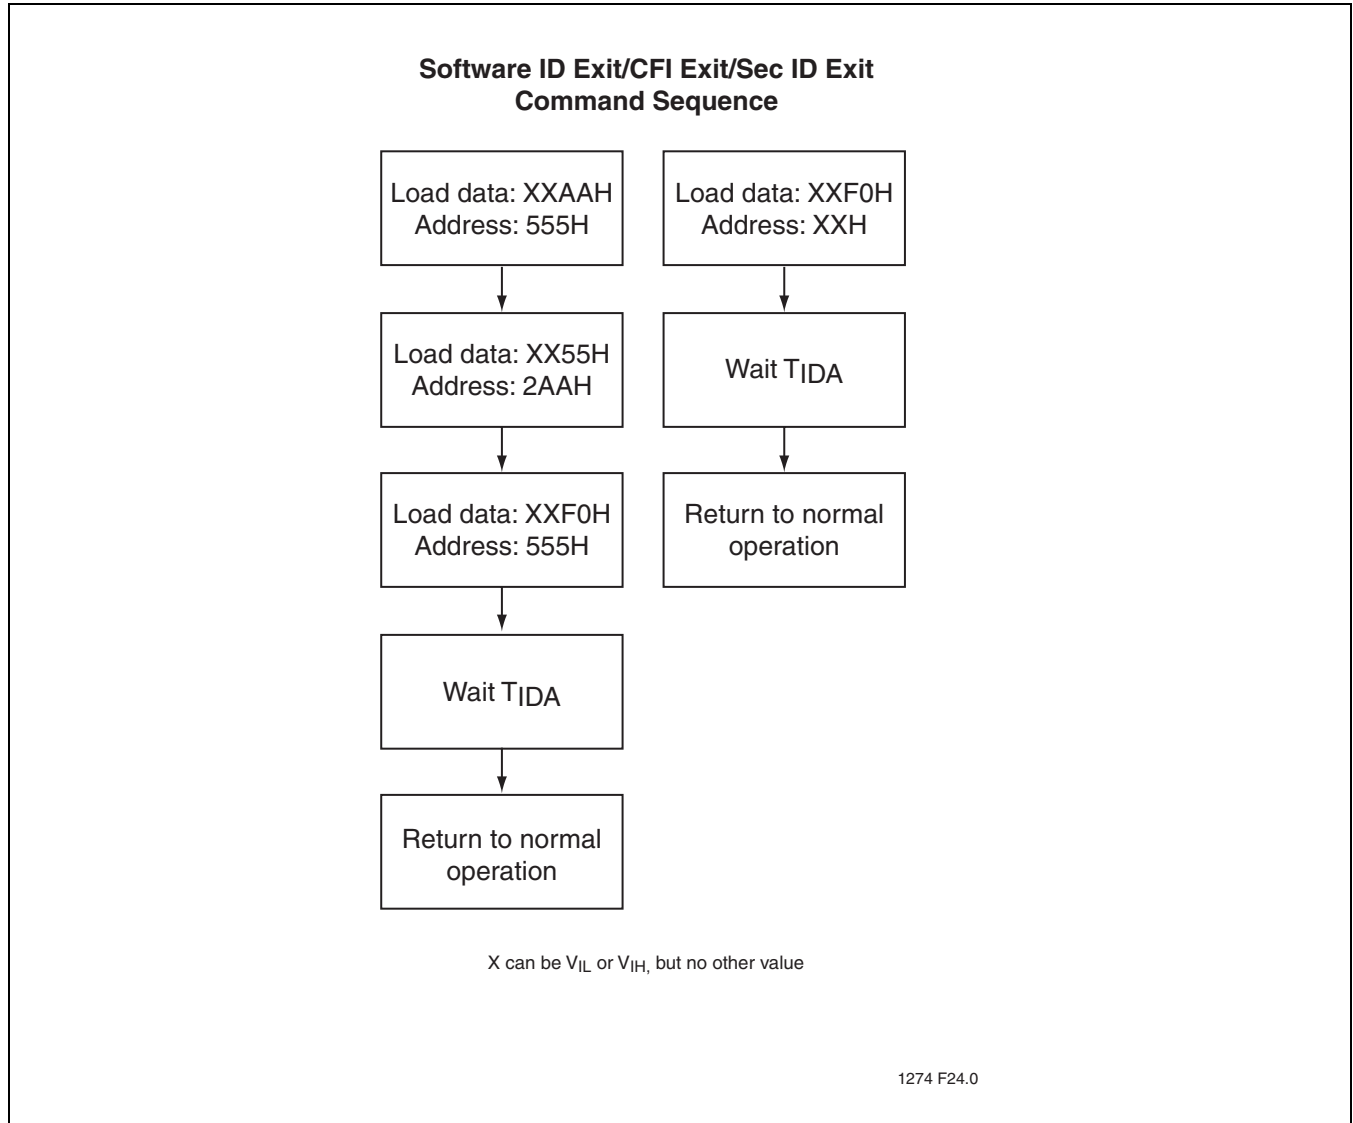 Software ID Exit/CFI Exit/Sec ID Exit
Command Sequence
Load data: XXAAH
Address: 555H
Load data: XX55H
Address: 2AAH
Load data: XXF0H
Address: 555H
Wait TIDA
Return to normal
operation
Load data: XXF0H
Address: XXH
Wait TIDA
Return to normal
operation
X can be VIL or VIH, but no other value
1274 F24.0